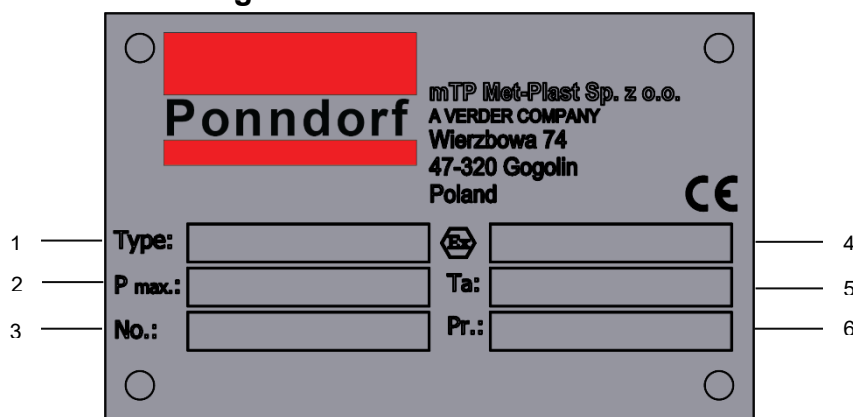 Ponndorf
mTP Met-Plast Sp. z o.o.
A VERDER COMPANY
Wierzbowa 74
47-320 Gogolin
Poland
CE
1 Type: Ex 4
2 P max.: Ta: 5
3 No.: Pr.: 6